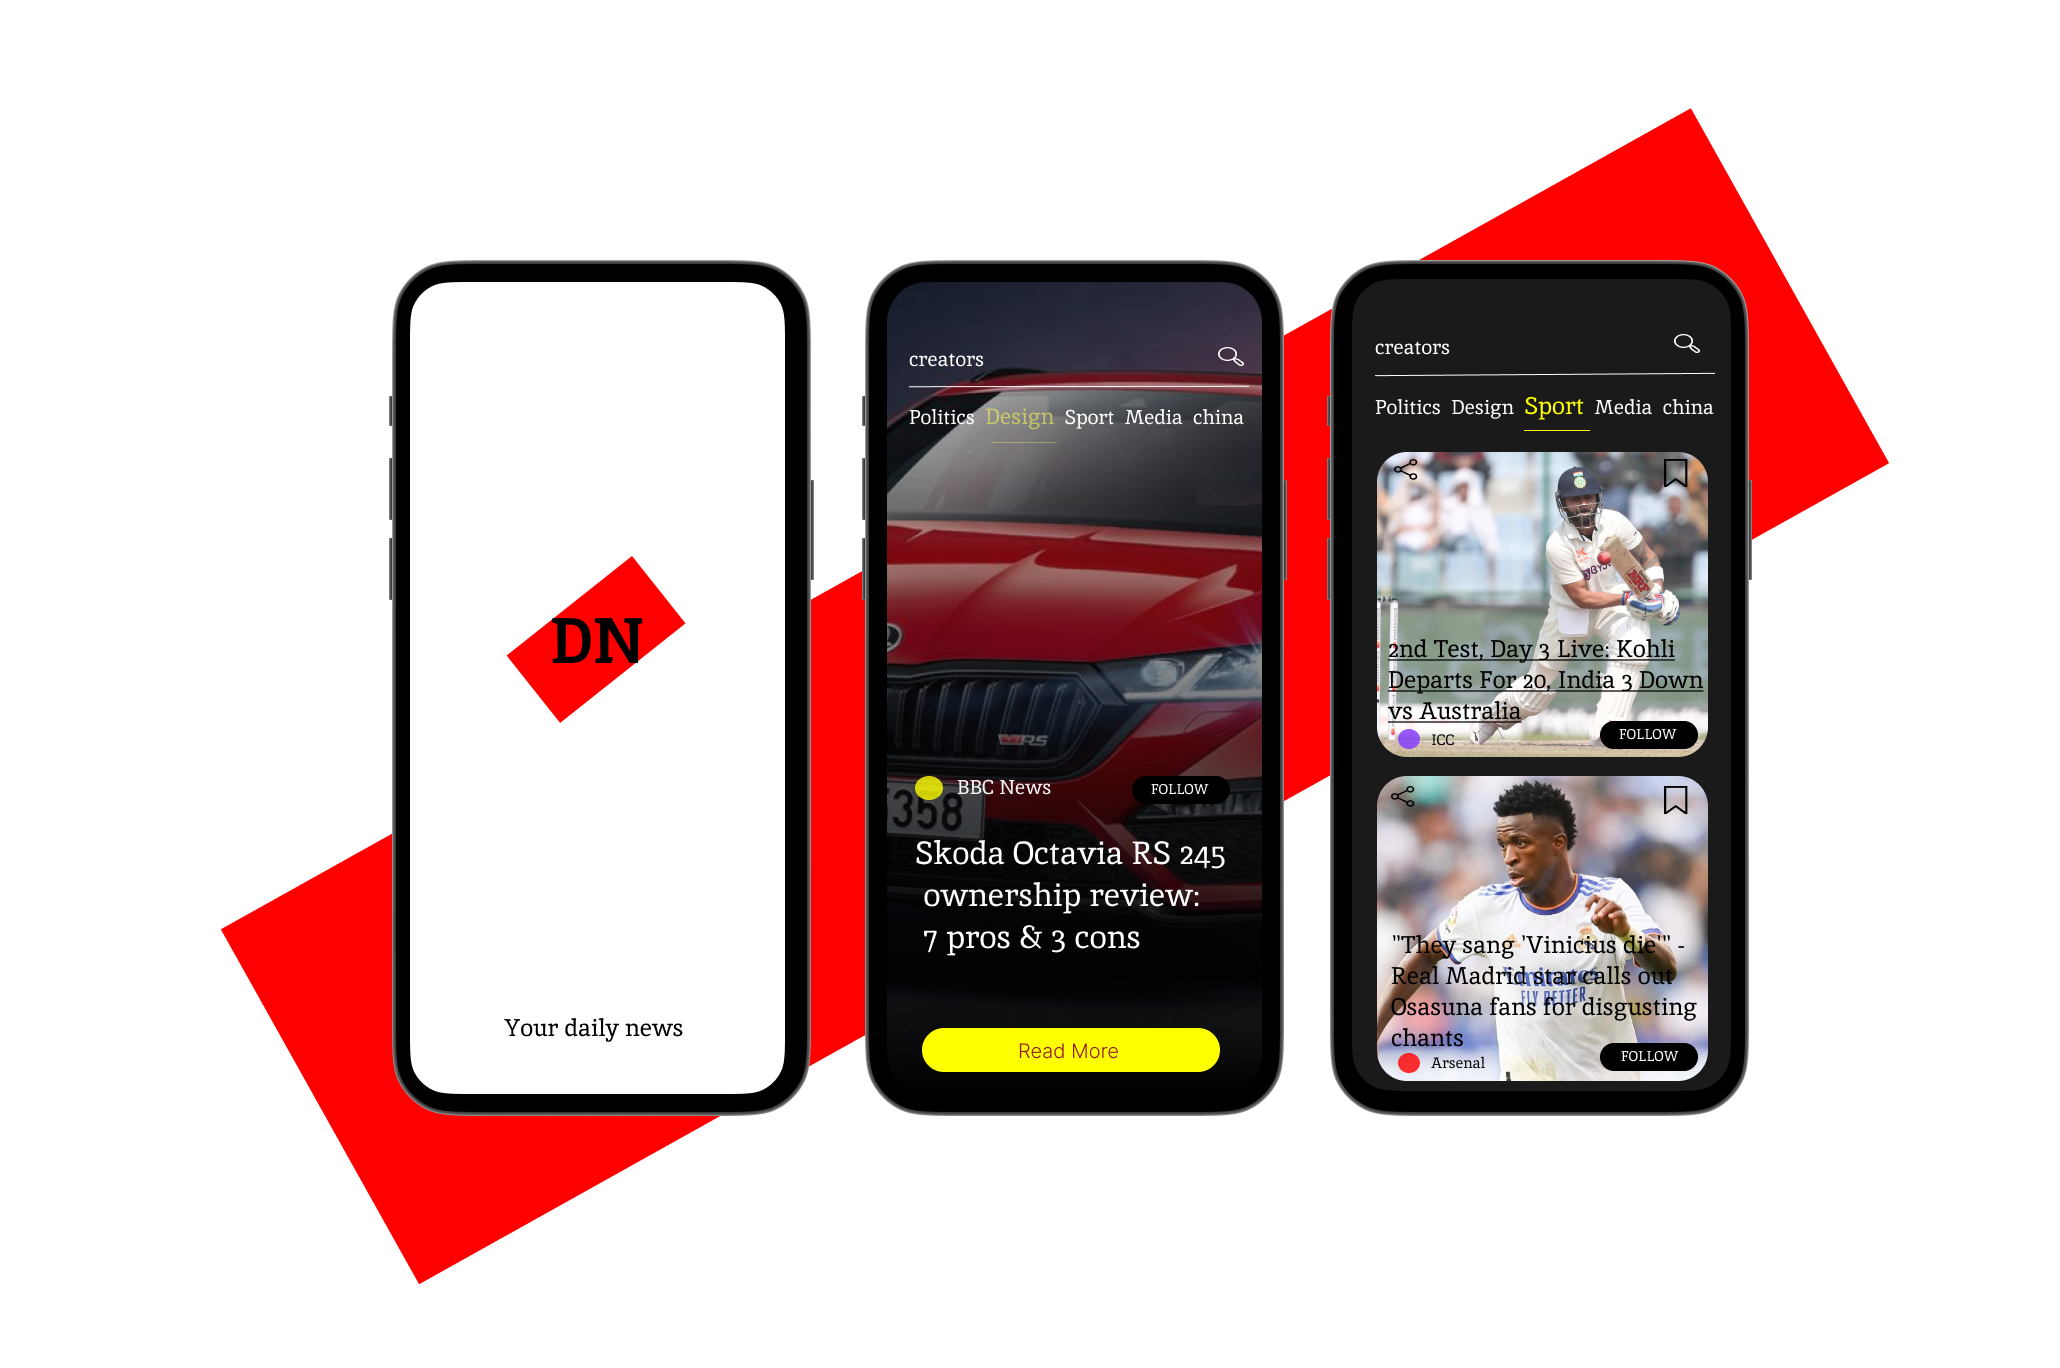 DN
Your daily news
creators
Politics Design Sport Media china
358
BBC News
FOLLOW
Skoda Octavia RS 245
ownership review:
7 pros & 3 cons
Read More
creators
Politics Design Sport Media china
2nd Test, Day 3 Live: Kohli
Departs For 20, India 3 Down
vs Australia
ICC
FOLLOW
"They sang 'Vinicius die'" -
Real Madrid star calls out
Osasuna fans for disgusting
chants
FLY BETTER
Arsenal
FOLLOW